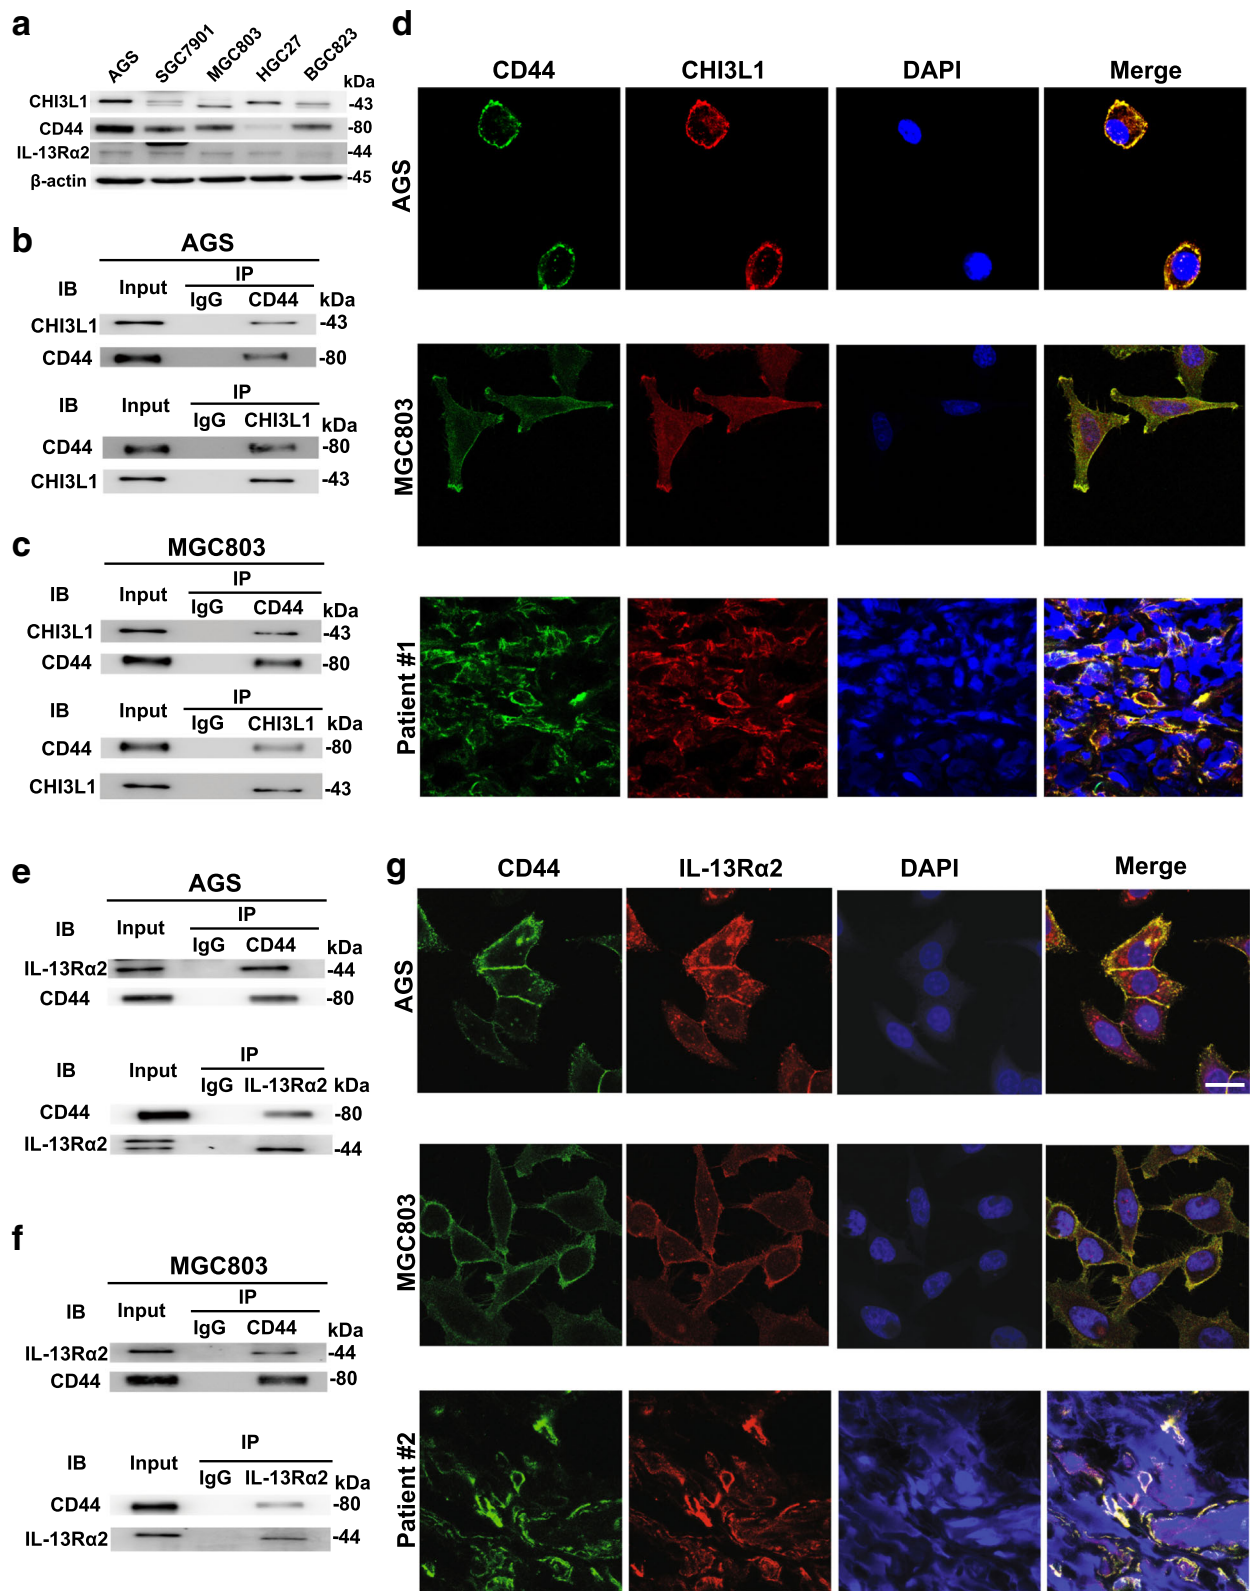 a
AGS SGC7901 MGC803 HGC27 BGC823
kDa
CHI3L1 -43
CD44 -80
IL-13Rα2 -44
β-actin -45
b
AGS
IP
IB Input IgG CD44 kDa
CHI3L1 -43
CD44 -80
IP
IB Input IgG CHI3L1 kDa
CD44 -80
CHI3L1 -43
c
MGC803
IP
IB Input IgG CD44 kDa
CHI3L1 -43
CD44 -80
IP
IB Input IgG CHI3L1 kDa
CD44 -80
CHI3L1 -43
d
CD44 CHI3L1 DAPI Merge
AGS
MGC803
Patient #1
e
AGS
IP
IB Input IgG CD44 kDa
IL-13Rα2 -44
CD44 -80
IP
IB Input IgG IL-13Rα2 kDa
CD44 -80
IL-13Rα2 -44
f
MGC803
IP
IB Input IgG CD44 kDa
IL-13Rα2 -44
CD44 -80
IP
IB Input IgG IL-13Rα2 kDa
CD44 -80
IL-13Rα2 -44
g
CD44 IL-13Rα2 DAPI Merge
AGS
MGC803
Patient #2